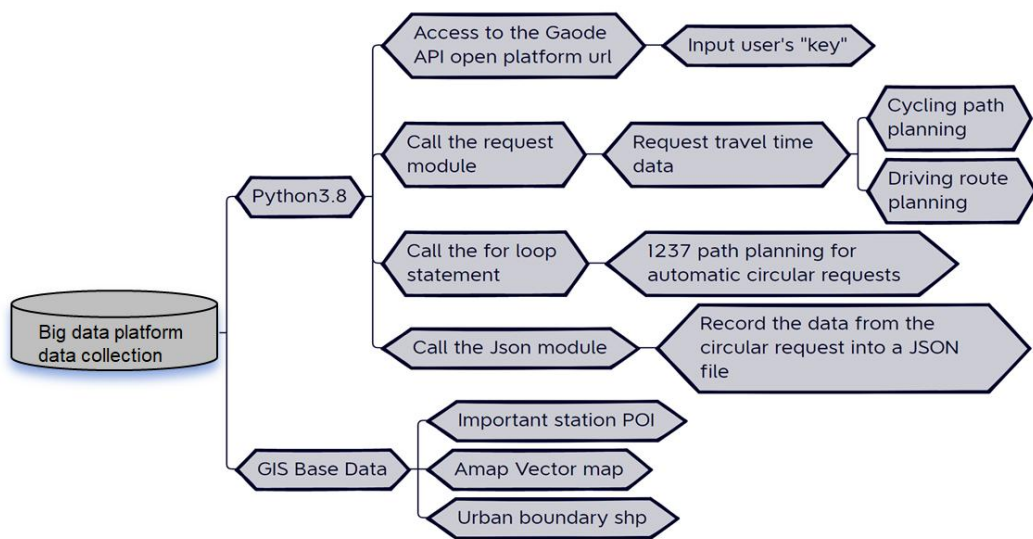 Access to the Gaode
API open platform url
Input user's "key"
Call the request
module
Request travel time
data
Cycling path
planning
Driving route
planning
Python3.8
Call the for loop
statement
1237 path planning for
automatic circular requests
Call the Json module
Record the data from the
circular request into a JSON
file
Big data platform
data collection
GIS Base Data
Important station POI
Amap Vector map
Urban boundary shp